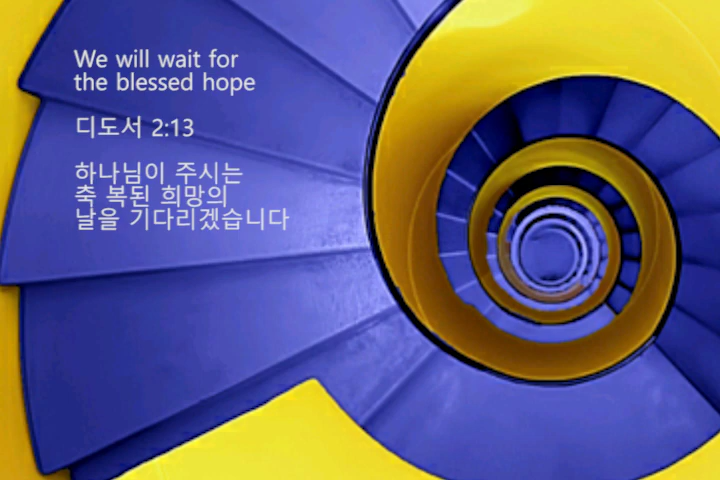 We will wait for
the blessed hope
디도서 2:13
하나님이 주시는
축 복된 희망의
날을 기다리겠습니다